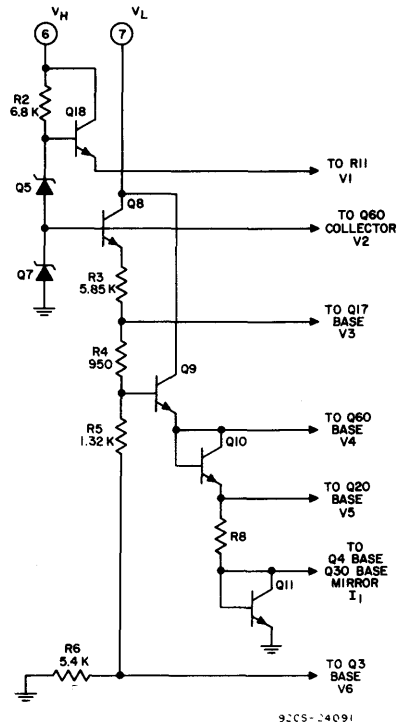 V_H
V_L
6
7
R2
6.8 K
Q18
TO R11
V1
Q5
Q8
TO Q60
COLLECTOR
V2
Q7
R3
5.85 K
TO Q17
BASE
V3
R4
950
Q9
R5
1.32 K
TO Q60
BASE
V4
Q10
TO Q20
BASE
V5
R8
TO
Q4 BASE
Q30 BASE
MIRROR
I1
Q11
R6
5.4 K
TO Q3
BASE
V6
92CS-24091